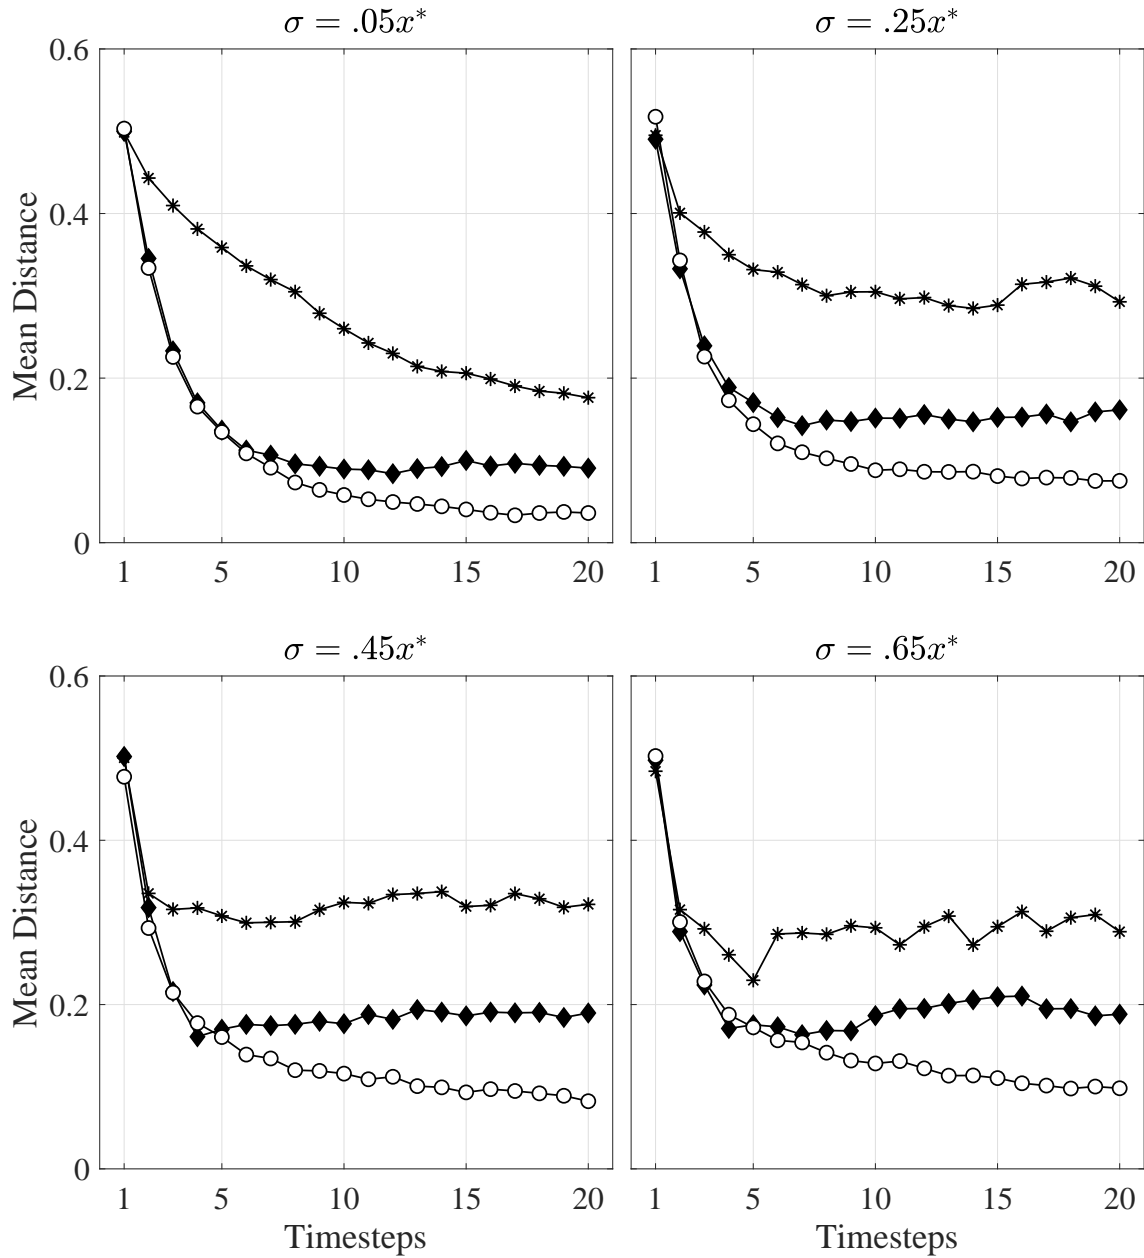 σ = .05x*
σ = .25x*
0.6
0.4
0.2
0
Mean Distance
1 5 10 15 20
1 5 10 15 20
σ = .45x*
σ = .65x*
0.6
0.4
0.2
0
Mean Distance
1 5 10 15 20
Timesteps
1 5 10 15 20
Timesteps